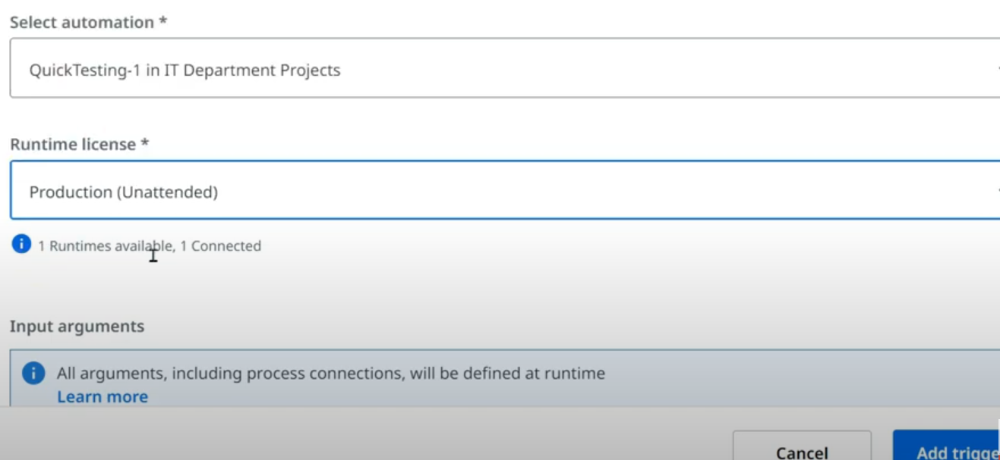 Select automation *
QuickTesting-1 in IT Department Projects
Runtime license *
Production (Unattended)
1 Runtimes available, 1 Connected
Input arguments
All arguments, including process connections, will be defined at runtime
Learn more
Cancel
Add trigge